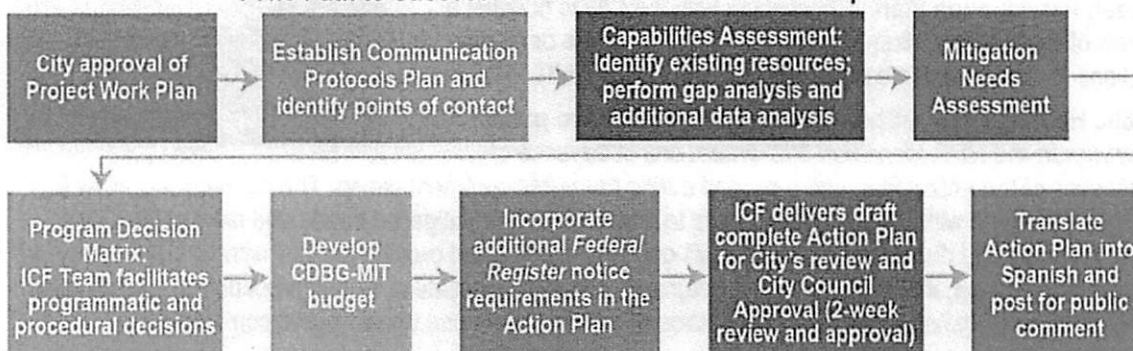 City approval of
Project Work Plan
Establish Communication
Protocols Plan and
identify points of contact
Capabilities Assessment:
Identify existing resources;
perform gap analysis and
additional data analysis
Mitigation
Needs
Assessment
Program Decision
Matrix:
ICF Team facilitates
programmatic and
procedural decisions
Develop
CDBG-MIT
budget
Incorporate
additional Federal
Register notice
requirements in the
Action Plan
ICF delivers draft
complete Action Plan
for City's review and
City Council
Approval (2-week
review and approval)
Translate
Action Plan into
Spanish and
post for public
comment